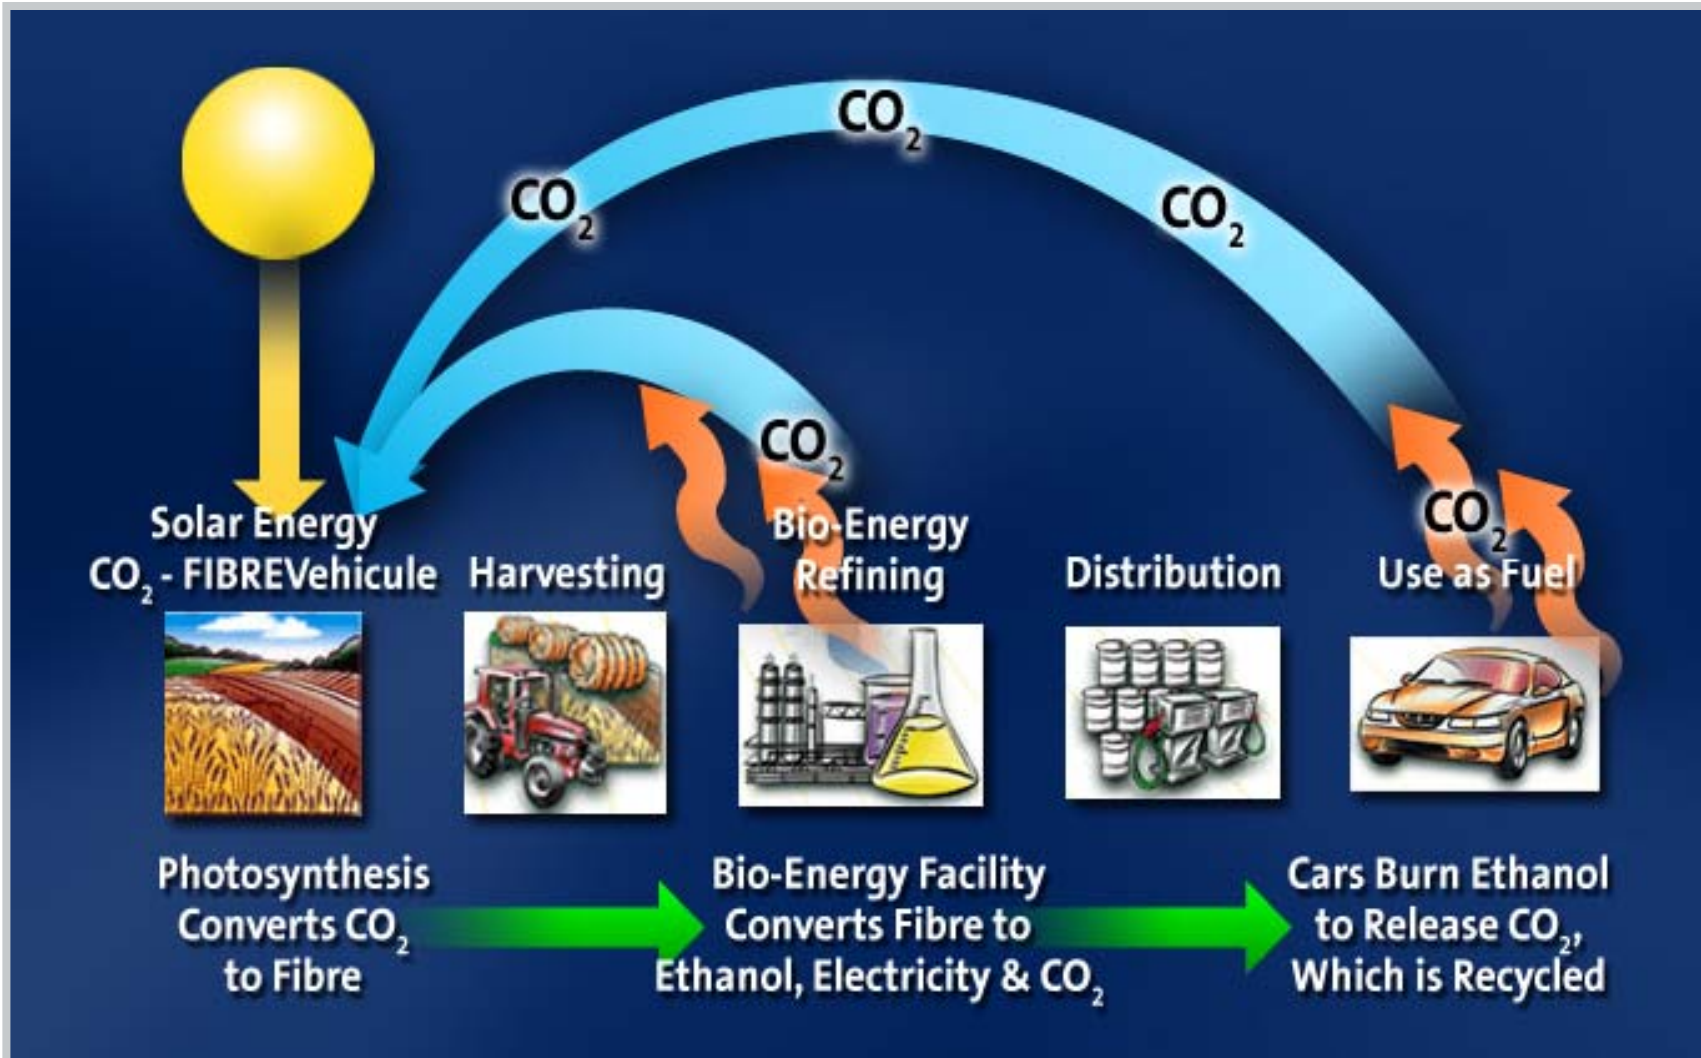 CO₂
CO₂
CO₂
CO₂
CO₂
Solar Energy
CO₂ - FIBREVehicule
Harvesting
Bio-Energy
Refining
Distribution
Use as Fuel
Photosynthesis
Converts CO₂
to Fibre
Bio-Energy Facility
Converts Fibre to
Ethanol, Electricity & CO₂
Cars Burn Ethanol
to Release CO₂,
Which is Recycled